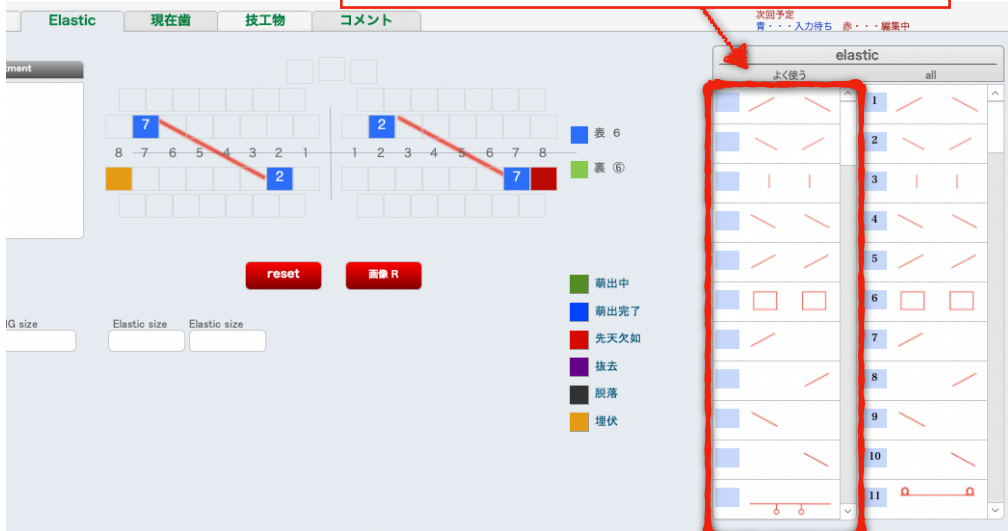 Elastic 現在歯 技工物 コメント
次回予定
青・・・入力待ち 赤・・・編集中
elastic
よく使う all
tment
7 2
表 6
8 7 6 5 4 3 2 1 1 2 3 4 5 6 7 8
裏 ⑥
2 7
reset 画像 R
萌出中
萌出完了
先天欠如
抜去
脱落
埋伏
IG size Elastic size Elastic size
1
2
3
4
5
6
7
8
9
10
11